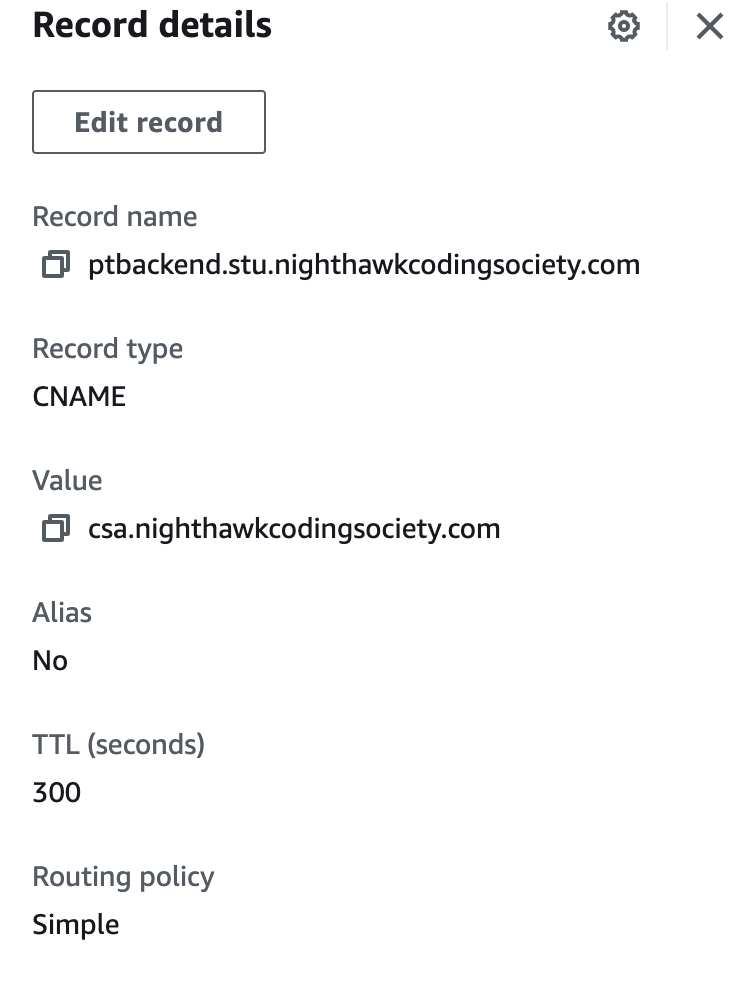 Record details
Edit record
Record name
ptbackend.stu.nighthawkcodingsociety.com
Record type
CNAME
Value
csa.nighthawkcodingsociety.com
Alias
No
TTL (seconds)
300
Routing policy
Simple